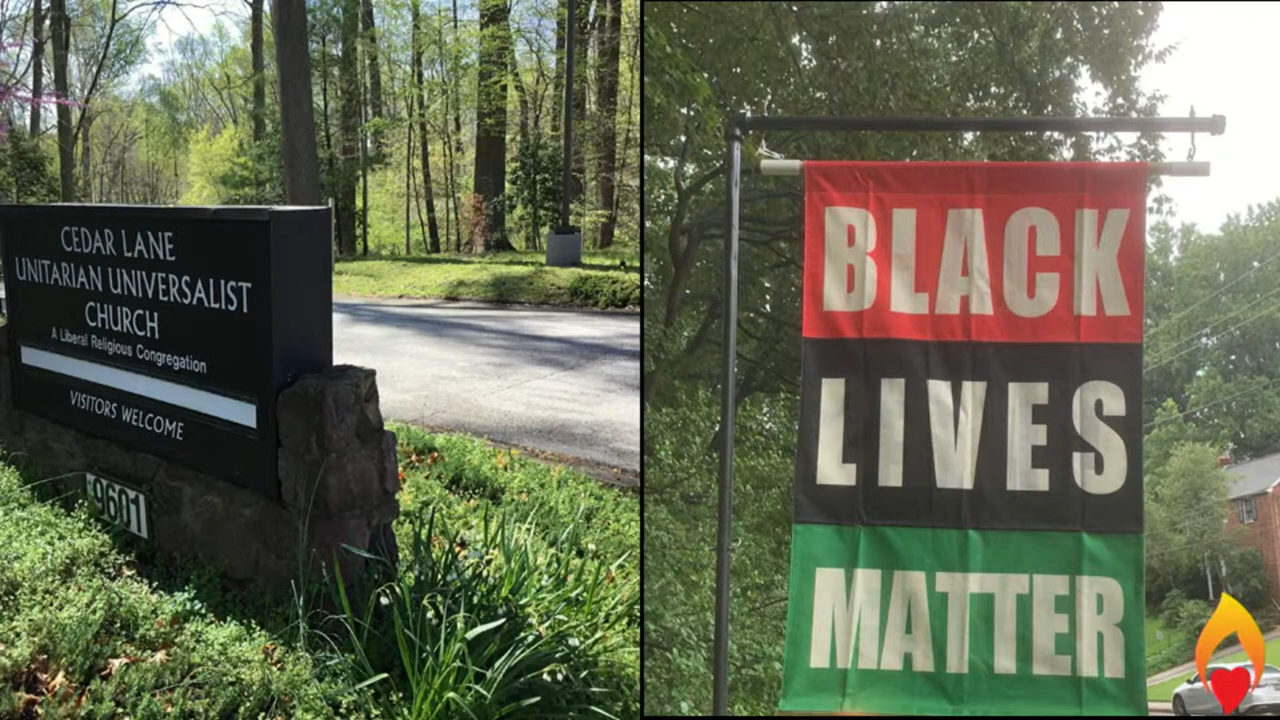 CEDAR LANE
UNITARIAN UNIVERSALIST
CHURCH
A Liberal Religious Congregation
VISITORS WELCOME
9601
BLACK
LIVES
MATTER